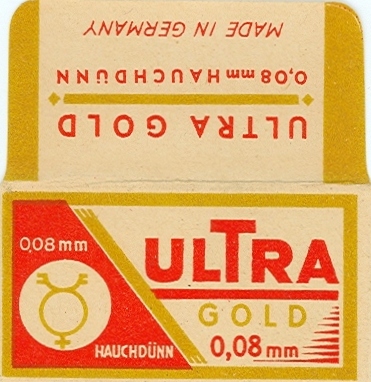 MADE IN GERMANY
0,08 mm HAUCHDÜNN
ULTRA GOLD
0,08 mm
ULTRA
GOLD
HAUCHDÜNN
0,08 mm